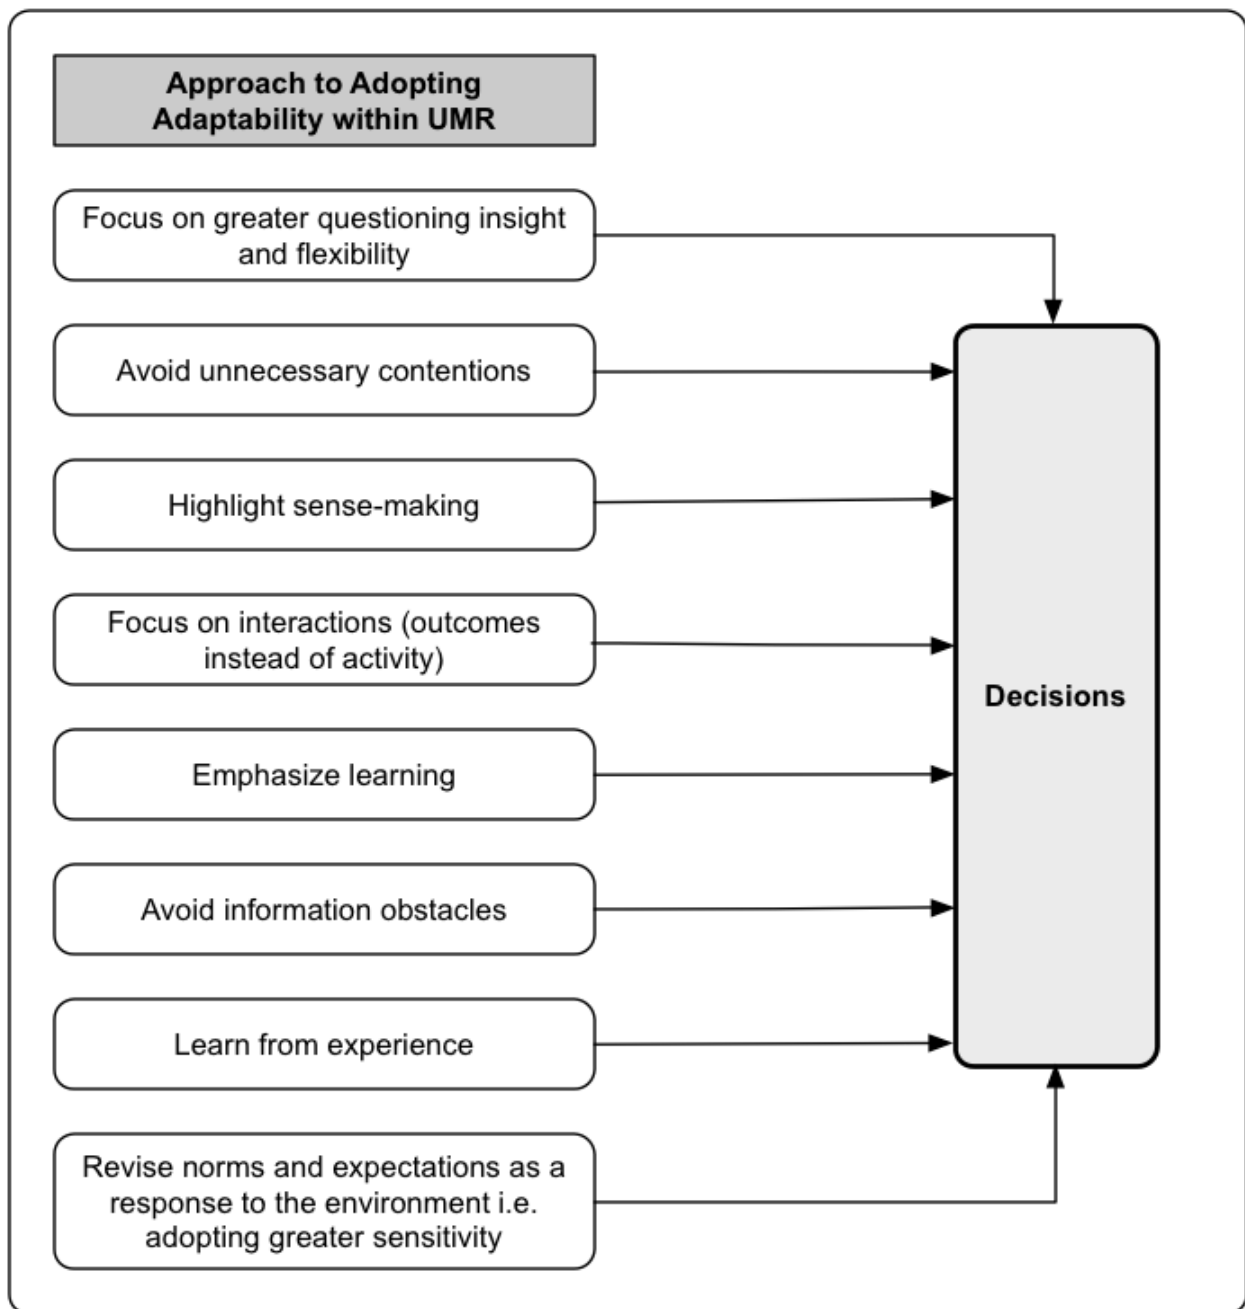 Approach to Adopting
Adaptability within UMR
Focus on greater questioning insight
and flexibility
Avoid unnecessary contentions
Highlight sense-making
Focus on interactions (outcomes
instead of activity)
Decisions
Emphasize learning
Avoid information obstacles
Learn from experience
Revise norms and expectations as a
response to the environment i.e.
adopting greater sensitivity